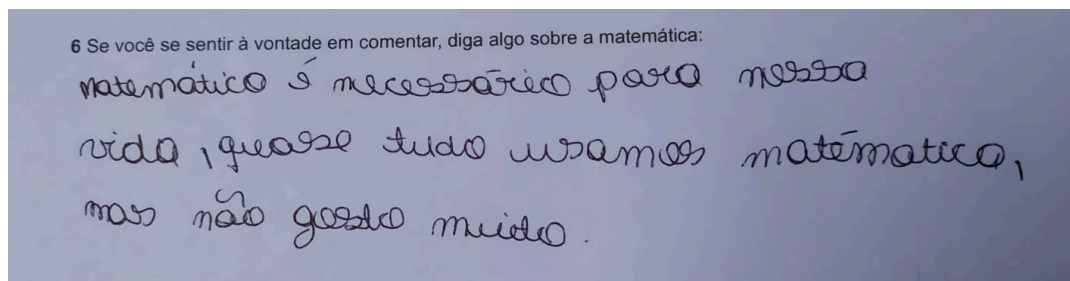 6 Se você se sentir à vontade em comentar, diga algo sobre a matemática:
matemática é necessário para nossa
vida, quase tudo usamos matématica,
mas não gosto muito.